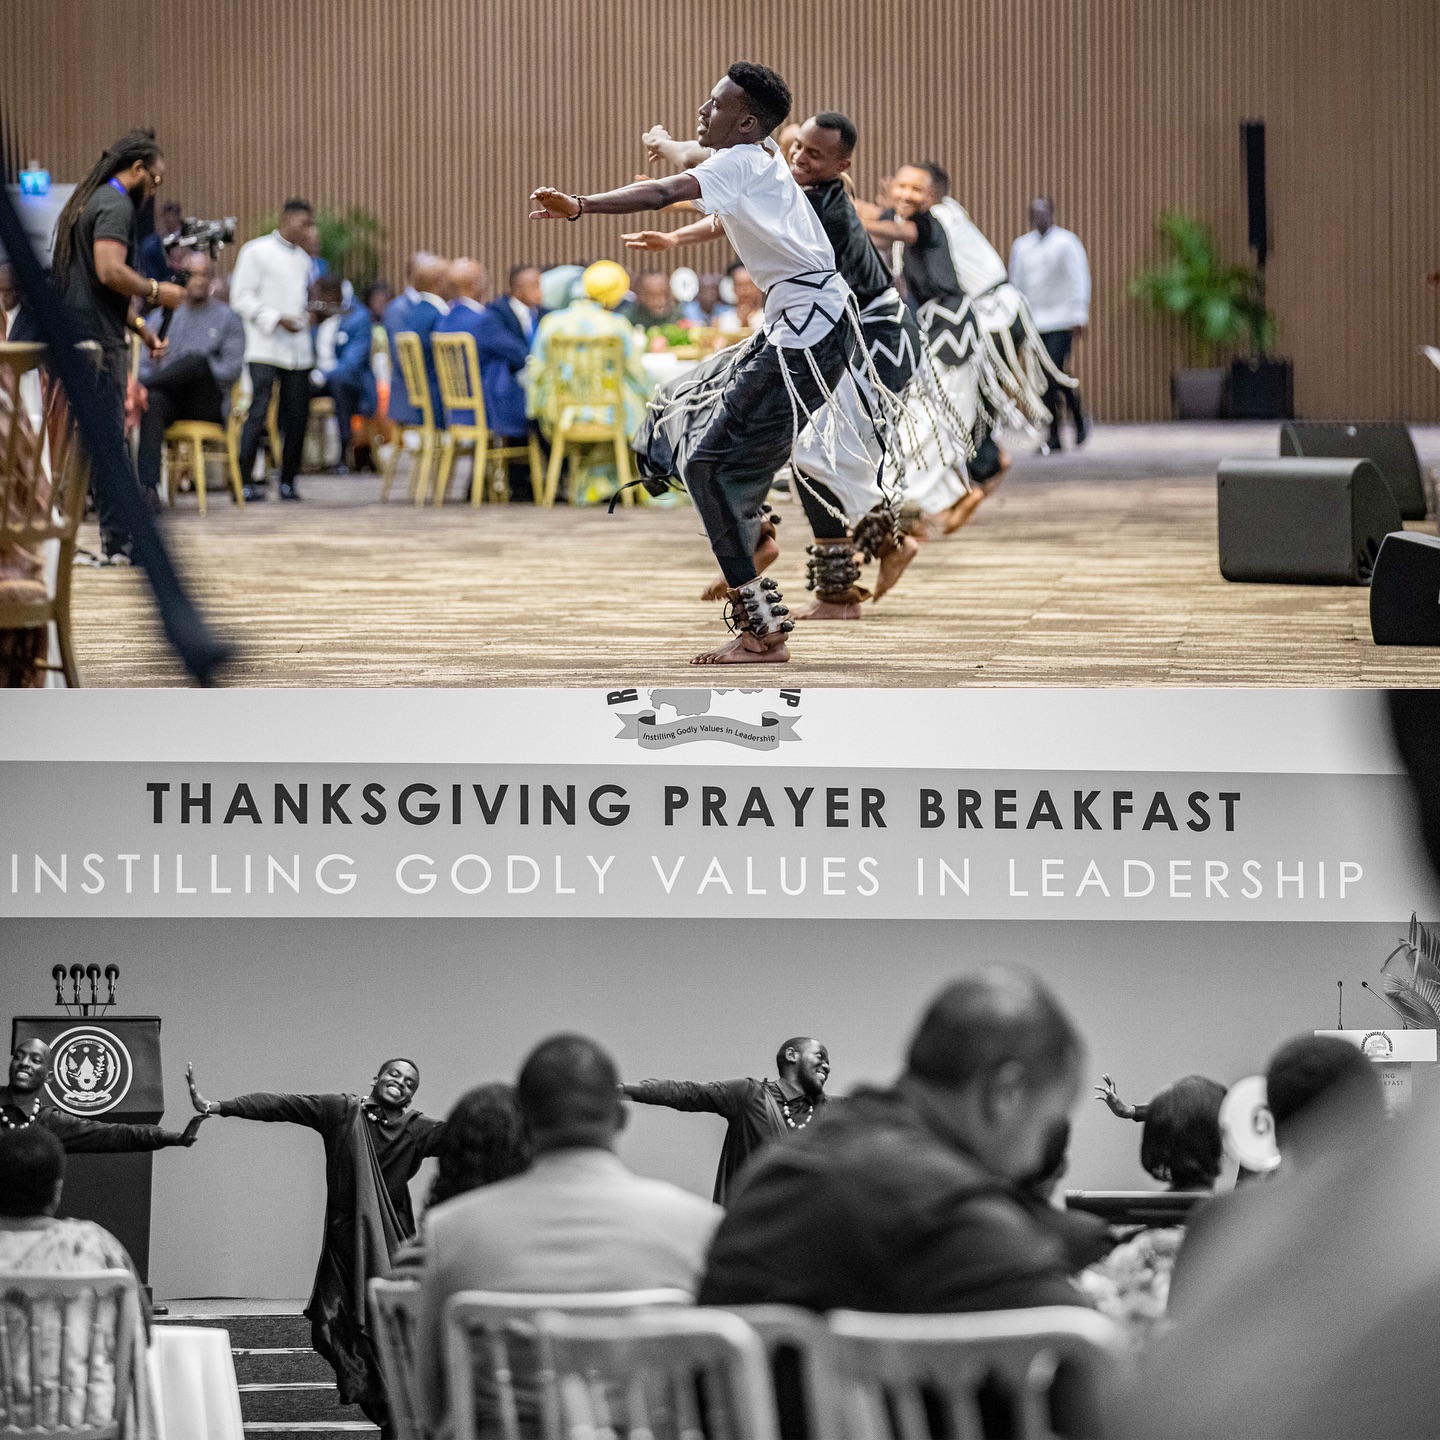 Instilling Godly Values in Leadership
THANKSGIVING PRAYER BREAKFAST
INSTILLING GODLY VALUES IN LEADERSHIP